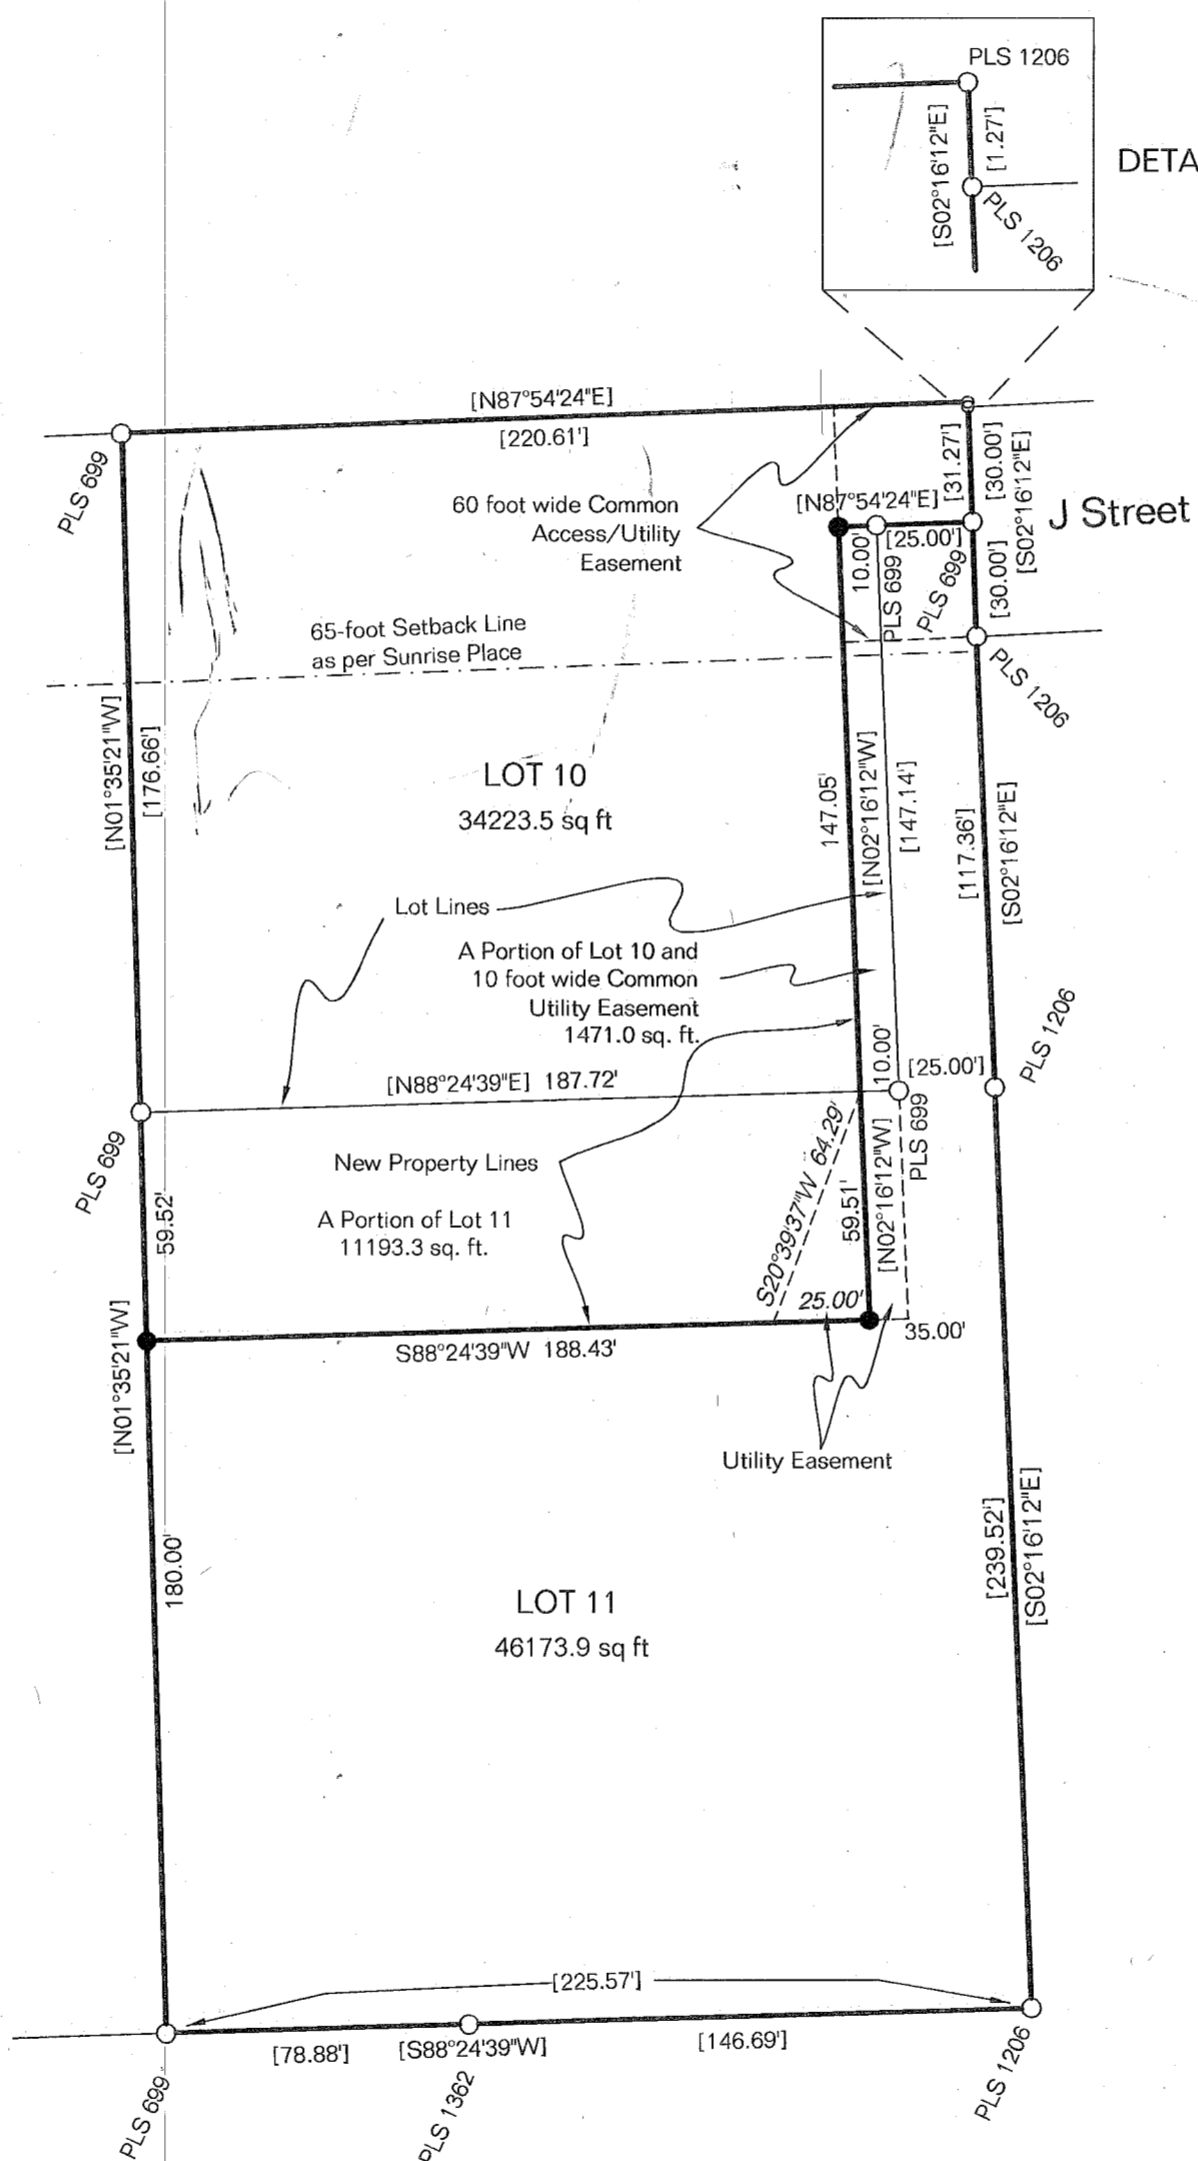 PLS 1206
[S02°16'12"E]
[1.27']
PLS 1206
DETA
[N87°54'24"E]
[220.61']
PLS 699
60 foot wide Common
Access/Utility
Easement
[N87°54'24"E]
[31.27']
[30.00']
[S02°16'12"E]
J Street
[25.00']
10.00'
PLS 699
PLS 699
[30.00']
PLS 1206
65-foot Setback Line
as per Sunrise Place
[N01°35'21"W]
[176.66']
LOT 10
34223.5 sq ft
147.05'
[N02°16'12"W]
[147.14']
[117.36']
[S02°16'12"E]
Lot Lines
A Portion of Lot 10 and
10 foot wide Common
Utility Easement
1471.0 sq. ft.
10.00'
[25.00']
PLS 1206
[N88°24'39"E] 187.72'
PLS 699
PLS 699
New Property Lines
A Portion of Lot 11
11193.3 sq. ft.
59.52'
S20°39'37"W 64.29'
59.51'
[N02°16'12"W]
25.00'
35.00'
S88°24'39"W 188.43'
[N01°35'21"W]
Utility Easement
180.00'
[239.52']
[S02°16'12"E]
LOT 11
46173.9 sq ft
[225.57']
[78.88']
[S88°24'39"W]
[146.69']
PLS 699
PLS 1362
PLS 1206